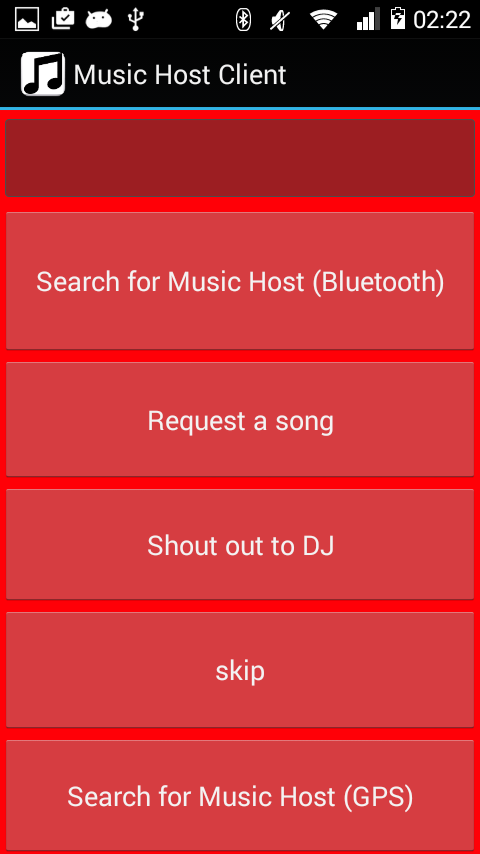 02:22
Music Host Client
Search for Music Host (Bluetooth)
Request a song
Shout out to DJ
skip
Search for Music Host (GPS)